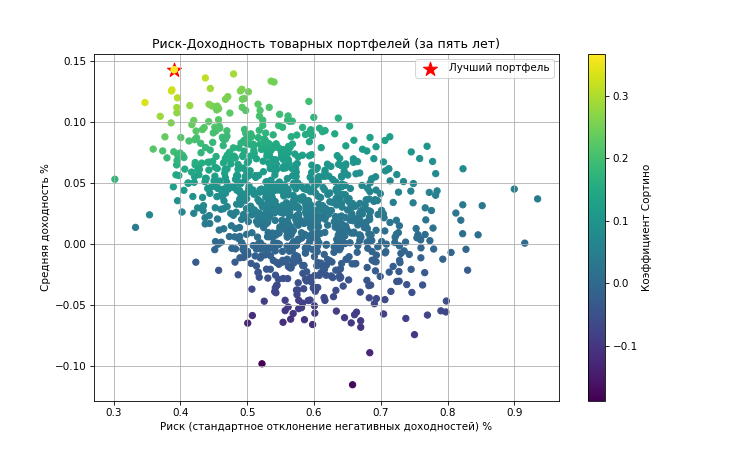 Риск-Доходность товарных портфелей (за пять лет)
Лучший портфель
Средняя доходность %
0.15
0.10
0.05
0.00
−0.05
−0.10
0.3 0.4 0.5 0.6 0.7 0.8 0.9
Риск (стандартное отклонение негативных доходностей) %
0.3
0.2
0.1
0.0
−0.1
Коэффициент Сортино